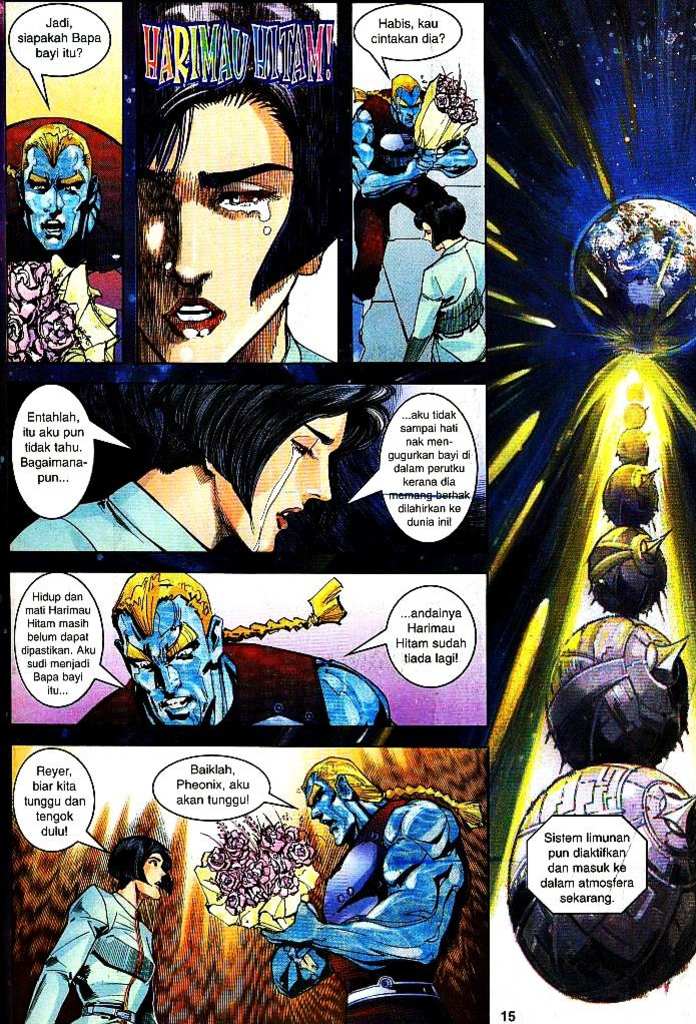 Jadi,
siapakah Bapa
bayi itu?
HARIMAU HITAM!
Habis, kau
cintakan dia?
Entahlah,
itu aku pun
tidak tahu.
Bagaimana-
pun...
...aku tidak
sampai hati
nak men-
gugurkan bayi di
dalam perutku
kerana dia
memang berhak
dilahirkan ke
dunia ini!
Hidup dan
mati Harimau
Hitam masih
belum dapat
dipastikan. Aku
sudi menjadi
Bapa bayi
itu...
...andainya
Harimau
Hitam sudah
tiada lagi!
Reyer,
biar kita
tunggu dan
tengok
dulu!
Baiklah,
Pheonix, aku
akan tunggu!
Sistem limunan
pun diaktifkan
dan masuk ke
dalam atmosfera
sekarang.
15